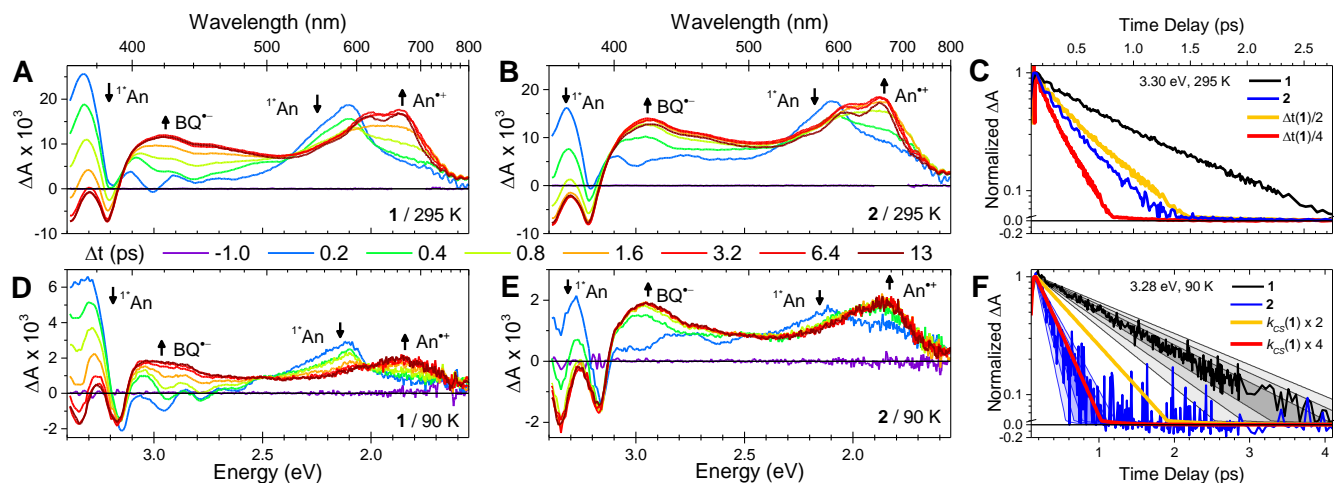 Wavelength (nm)
400 500 600 700 800
A
20
10
0
-10
ΔA x 10³
¹*An
BQ•−
¹*An
An•+
1 / 295 K
Wavelength (nm)
400 500 600 700 800
B
20
10
0
-10
ΔA x 10³
¹*An
BQ•−
¹*An
An•+
2 / 295 K
Time Delay (ps)
0.5 1.0 1.5 2.0 2.5
C
1
0.1
0.0
-0.2
Normalized ΔA
3.30 eV, 295 K
1
2
Δt(1)/2
Δt(1)/4
Δt (ps) -1.0 0.2 0.4 0.8 1.6 3.2 6.4 13
D
6
4
2
0
-2
ΔA x 10³
¹*An
BQ•−
¹*An
An•+
1 / 90 K
3.0 2.5 2.0
Energy (eV)
E
2
0
-2
ΔA x 10³
¹*An
BQ•−
¹*An
An•+
2 / 90 K
3.0 2.5 2.0
Energy (eV)
F
1
0.1
0.0
-0.2
Normalized ΔA
3.28 eV, 90 K
1
2
kCS(1) x 2
kCS(1) x 4
1 2 3 4
Time Delay (ps)